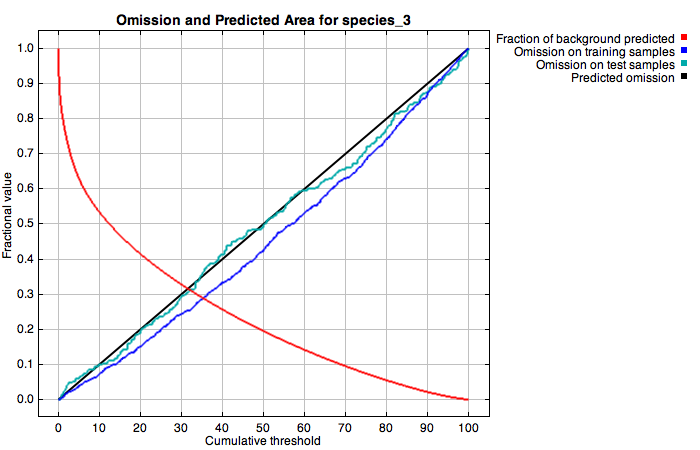 Omission and Predicted Area for species_3
Fraction of background predicted
Omission on training samples
Omission on test samples
Predicted omission
Fractional value
1.0
0.9
0.8
0.7
0.6
0.5
0.4
0.3
0.2
0.1
0.0
0 10 20 30 40 50 60 70 80 90 100
Cumulative threshold